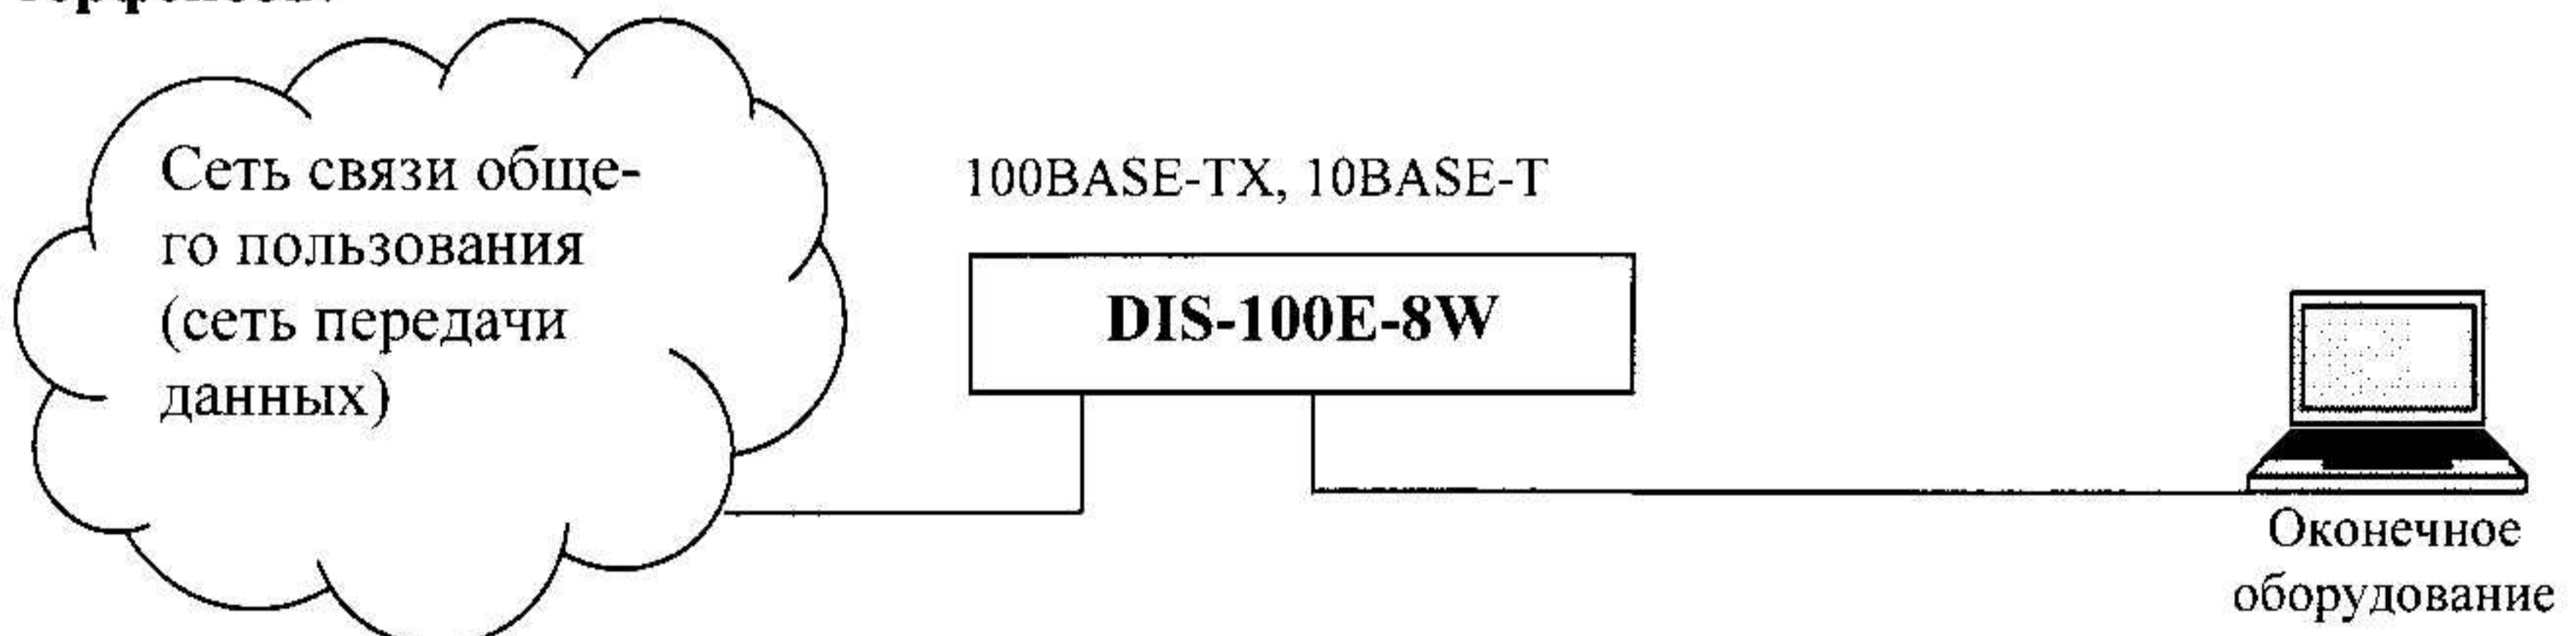 Сеть связи обще-
го пользования
(сеть передачи
данных)
100BASE-TX, 10BASE-T
DIS-100E-8W
Оконечное
оборудование